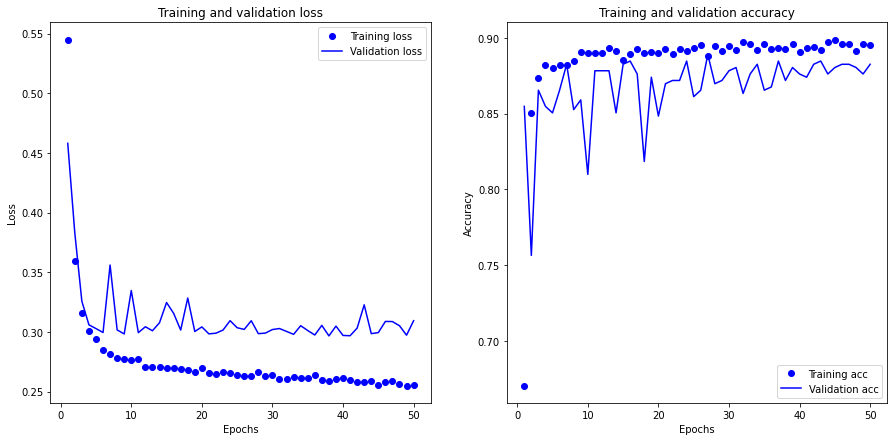 Training and validation loss
Training loss
Validation loss
0.55
0.50
0.45
0.40
0.35
0.30
0.25
Loss
0
10
20
30
40
50
Epochs
Training and validation accuracy
0.90
0.85
0.80
0.75
0.70
Accuracy
Training acc
Validation acc
0
10
20
30
40
50
Epochs